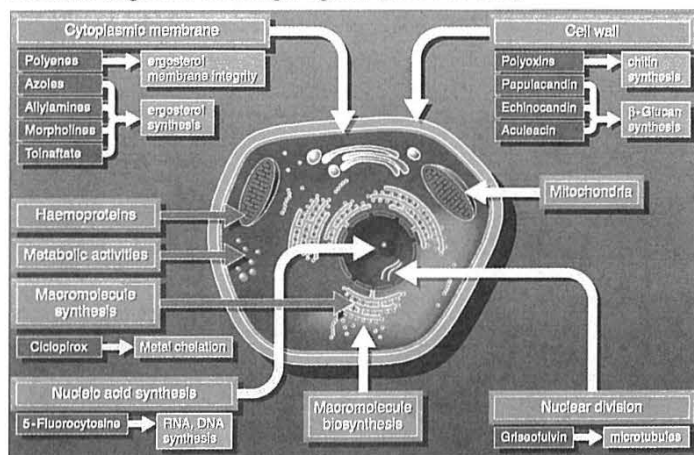 Cytoplasmic membrane
Polyenes
ergosterol
membrane integrity
Azoles
Allylamines
Morpholines
Tolnaftate
ergosterol
synthesis
Cell wall
Polyoxins
chitin
synthesis
Papulacandin
Echinocandin
Aculeacin
β-Glucan
synthesis
Mitochondria
Haemoproteins
Metabolic activities
Macromolecule
synthesis
Ciclopirox
Metal chelation
Nucleic acid synthesis
5-Fluorocytosine
RNA, DNA
synthesis
Macromolecule
biosynthesis
Nuclear division
Griseofulvin
microtubules